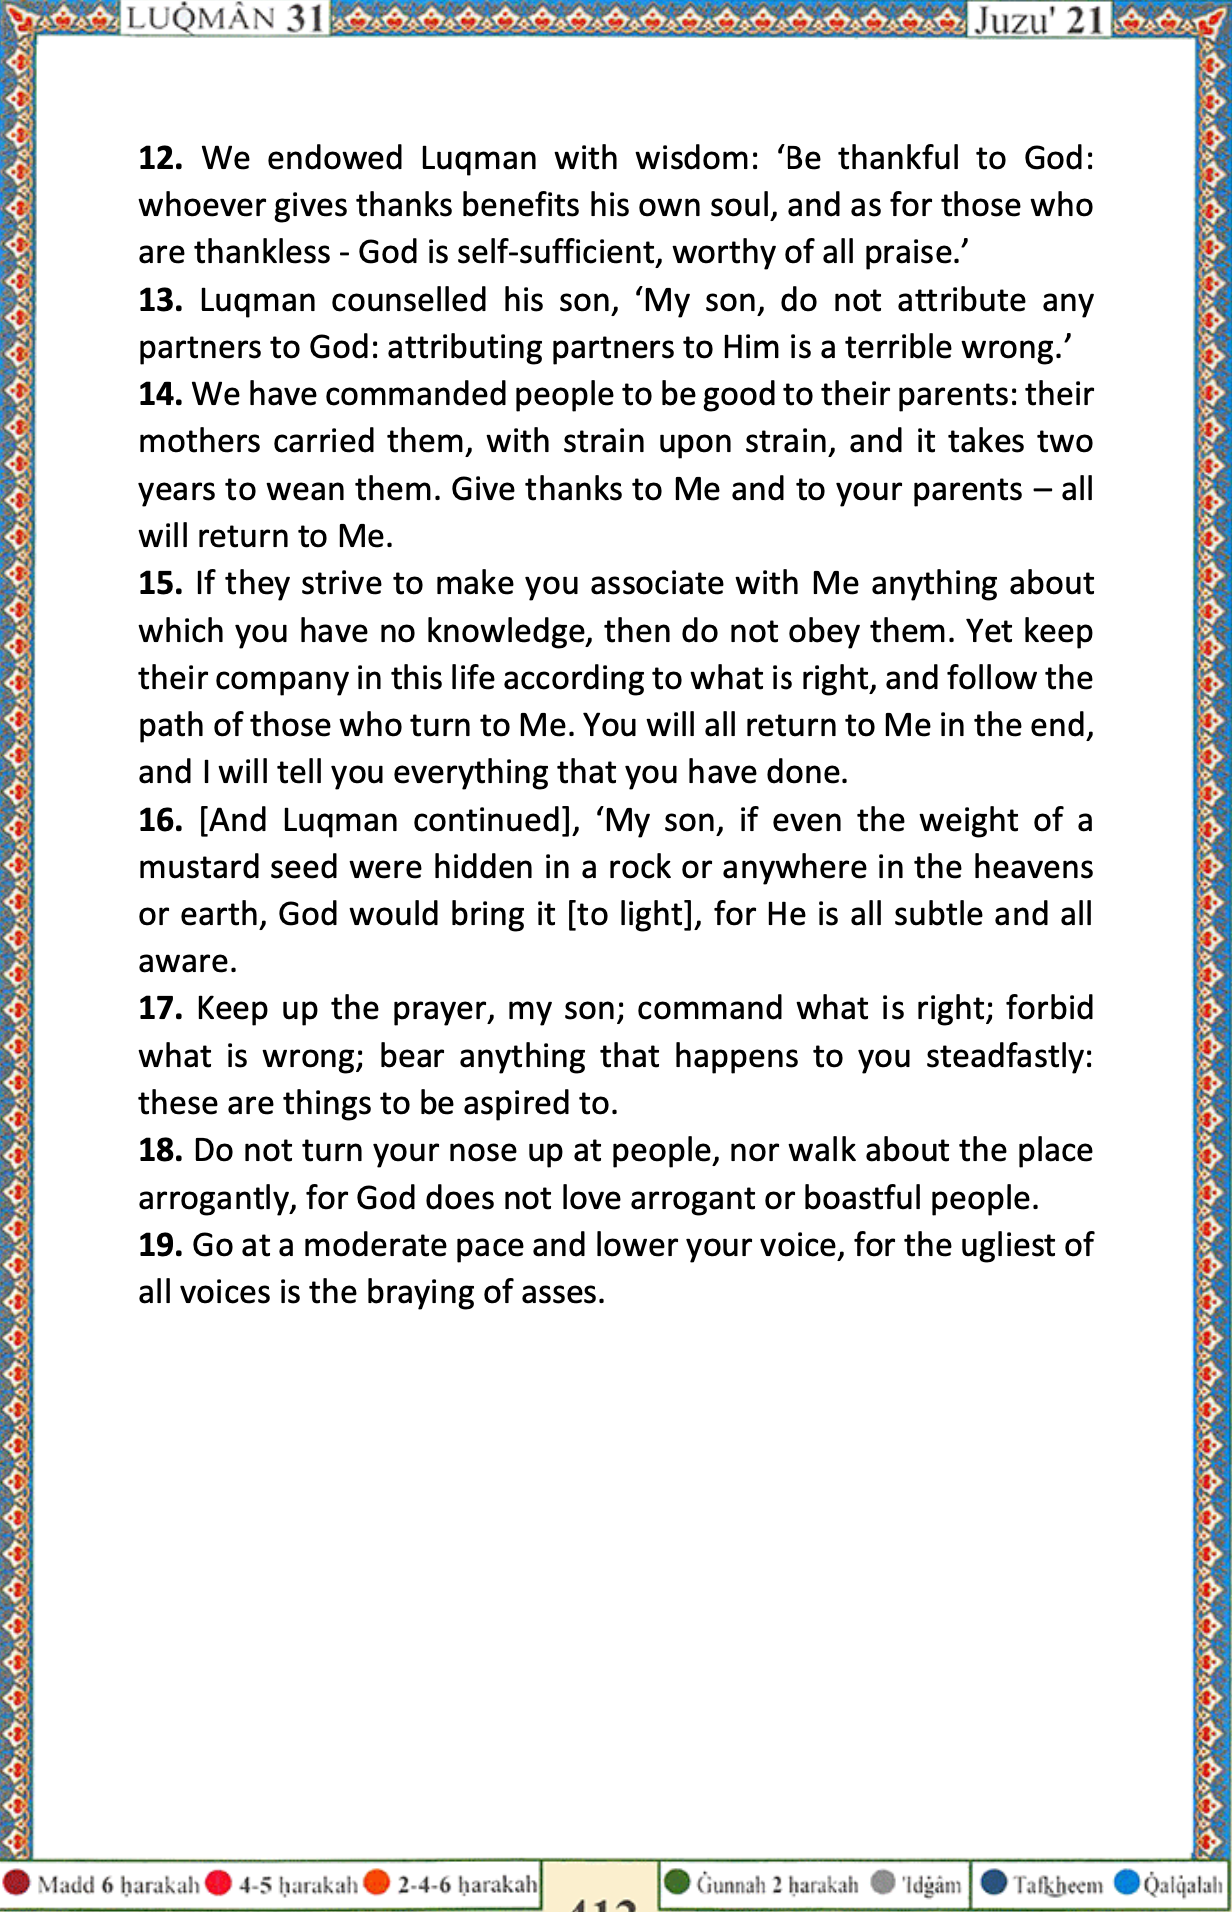 LUQ̇MÂN 31
Juzu' 21
12. We endowed Luqman with wisdom: ‘Be thankful to God:
whoever gives thanks benefits his own soul, and as for those who
are thankless - God is self-sufficient, worthy of all praise.’
13. Luqman counselled his son, ‘My son, do not attribute any
partners to God: attributing partners to Him is a terrible wrong.’
14. We have commanded people to be good to their parents: their
mothers carried them, with strain upon strain, and it takes two
years to wean them. Give thanks to Me and to your parents – all
will return to Me.
15. If they strive to make you associate with Me anything about
which you have no knowledge, then do not obey them. Yet keep
their company in this life according to what is right, and follow the
path of those who turn to Me. You will all return to Me in the end,
and I will tell you everything that you have done.
16. [And Luqman continued], ‘My son, if even the weight of a
mustard seed were hidden in a rock or anywhere in the heavens
or earth, God would bring it [to light], for He is all subtle and all
aware.
17. Keep up the prayer, my son; command what is right; forbid
what is wrong; bear anything that happens to you steadfastly:
these are things to be aspired to.
18. Do not turn your nose up at people, nor walk about the place
arrogantly, for God does not love arrogant or boastful people.
19. Go at a moderate pace and lower your voice, for the ugliest of
all voices is the braying of asses.
Madd 6 ḥarakah 4-5 ḥarakah 2-4-6 ḥarakah
Ġunnah 2 ḥarakah 'Idġâm Tafk͟heem Q̇alq̇alah